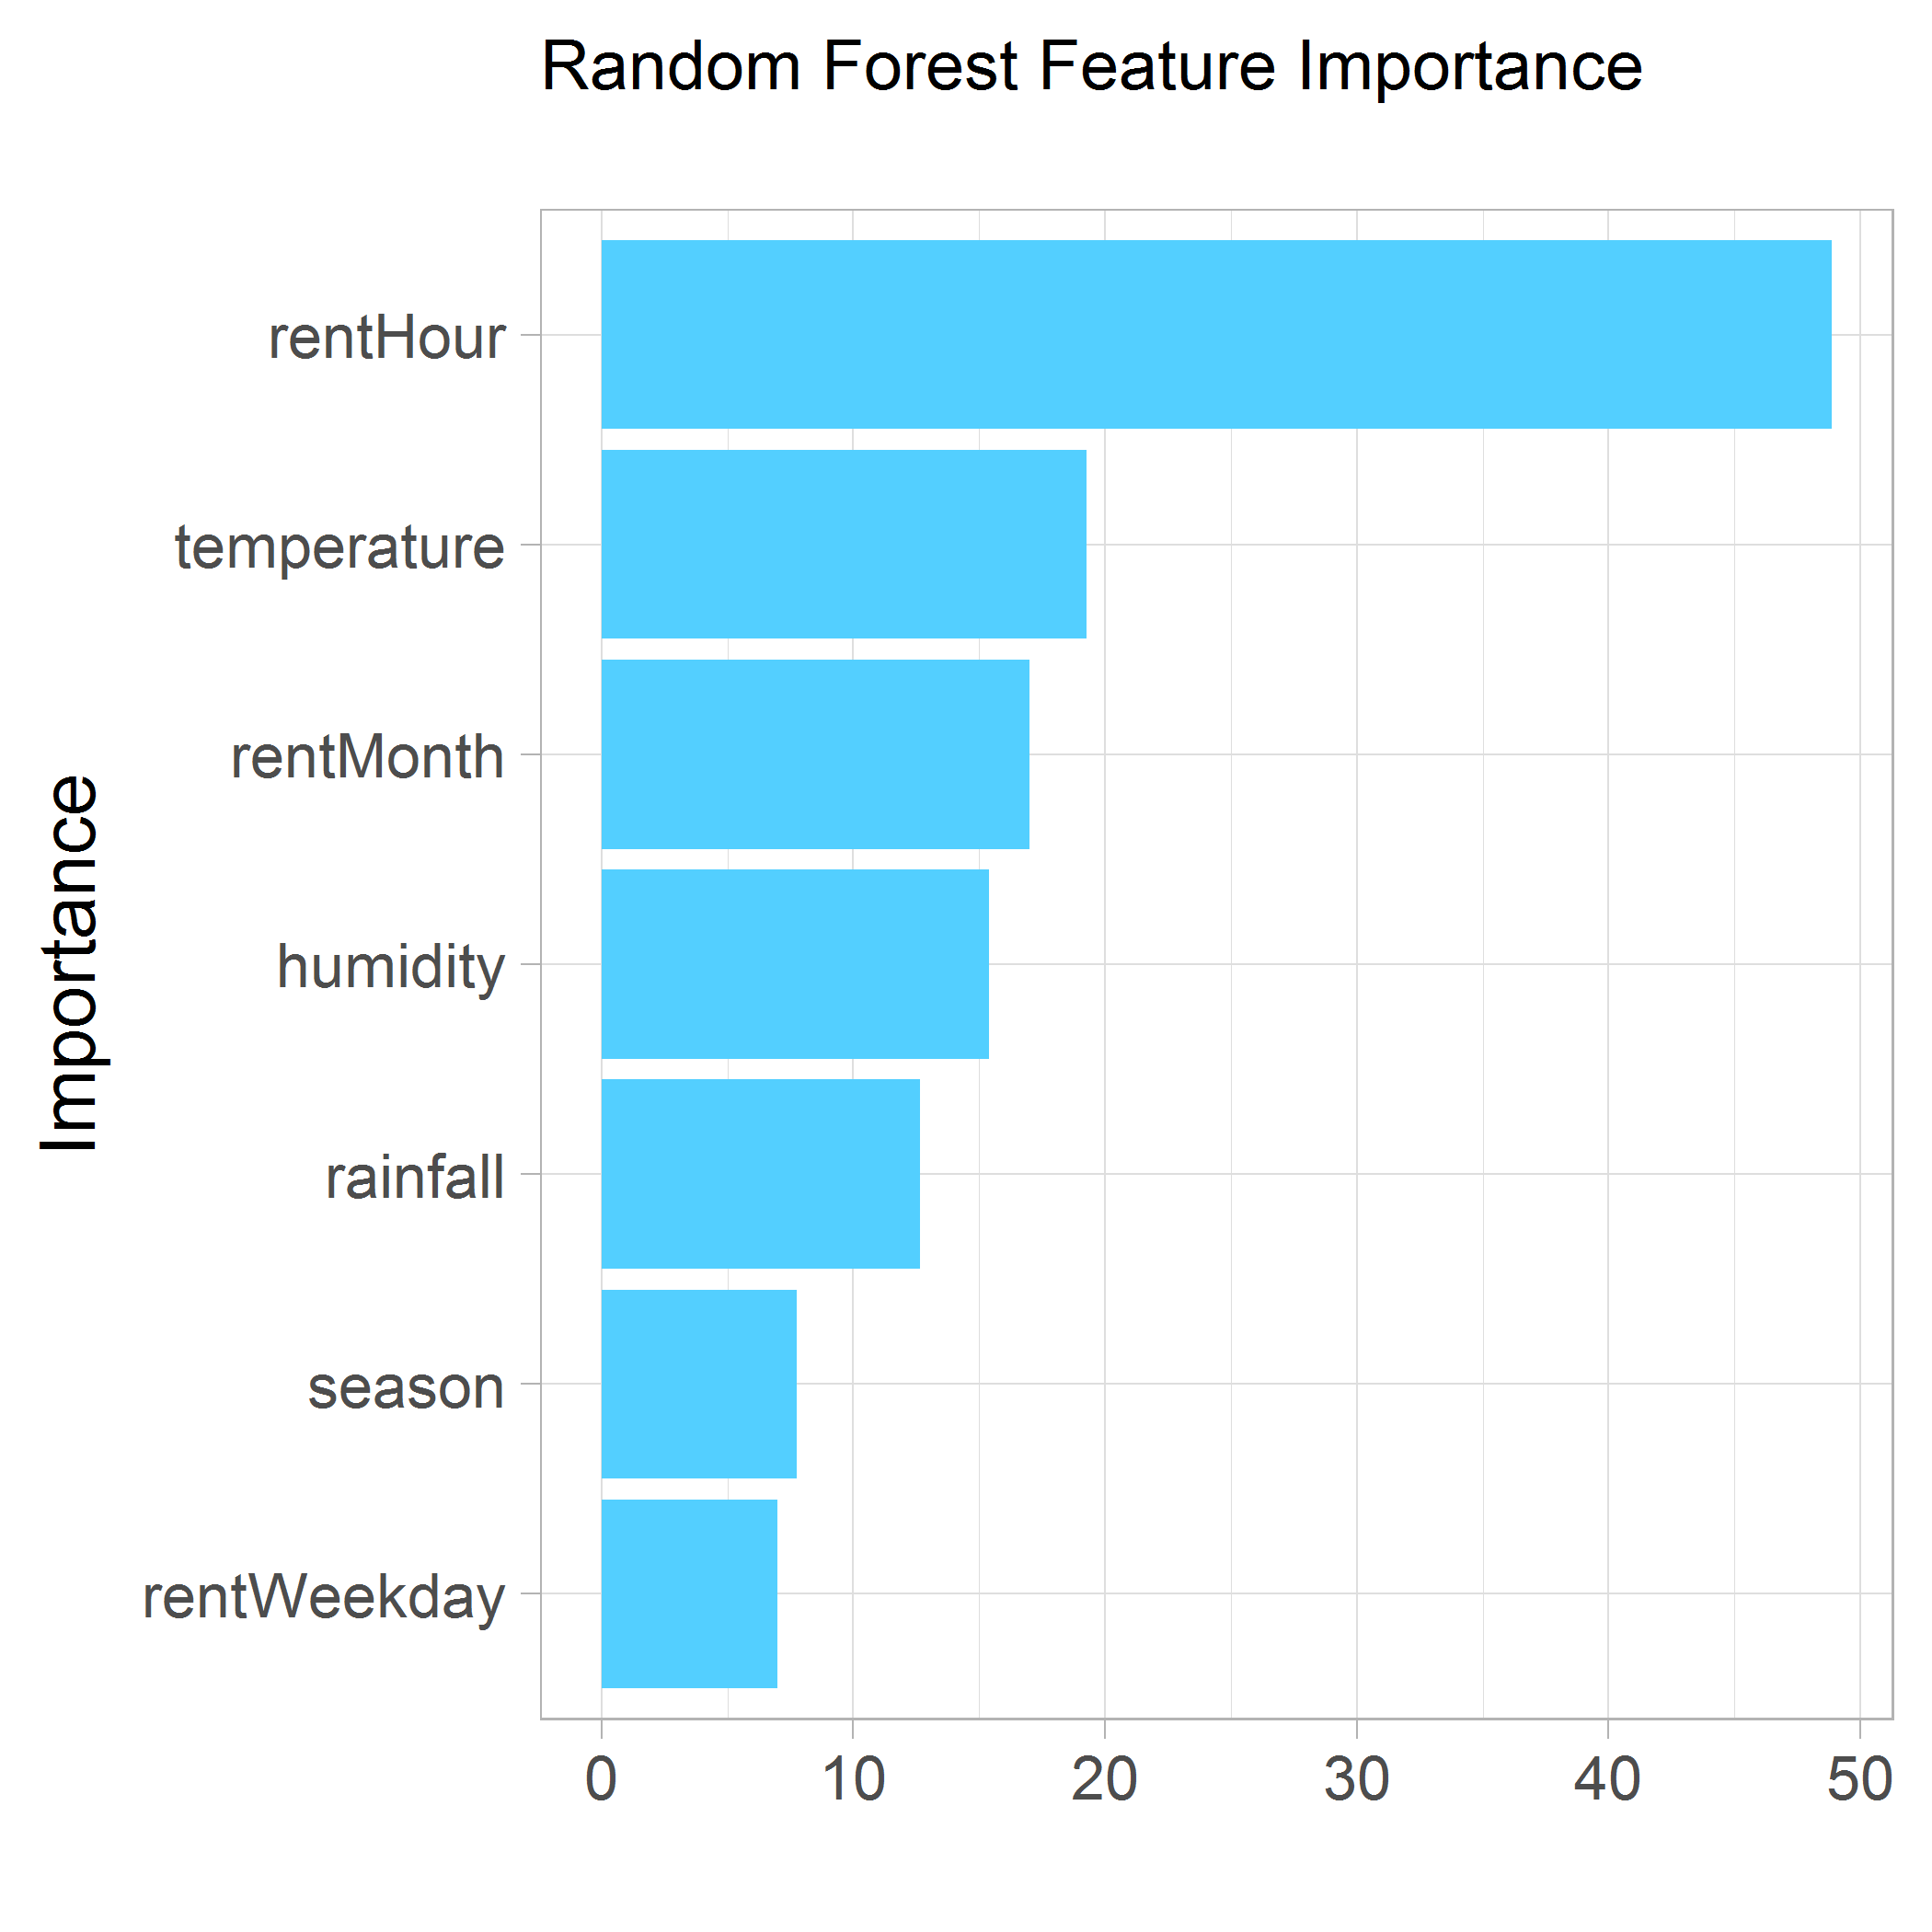 Random Forest Feature Importance
Importance
rentHour
temperature
rentMonth
humidity
rainfall
season
rentWeekday
0 10 20 30 40 50